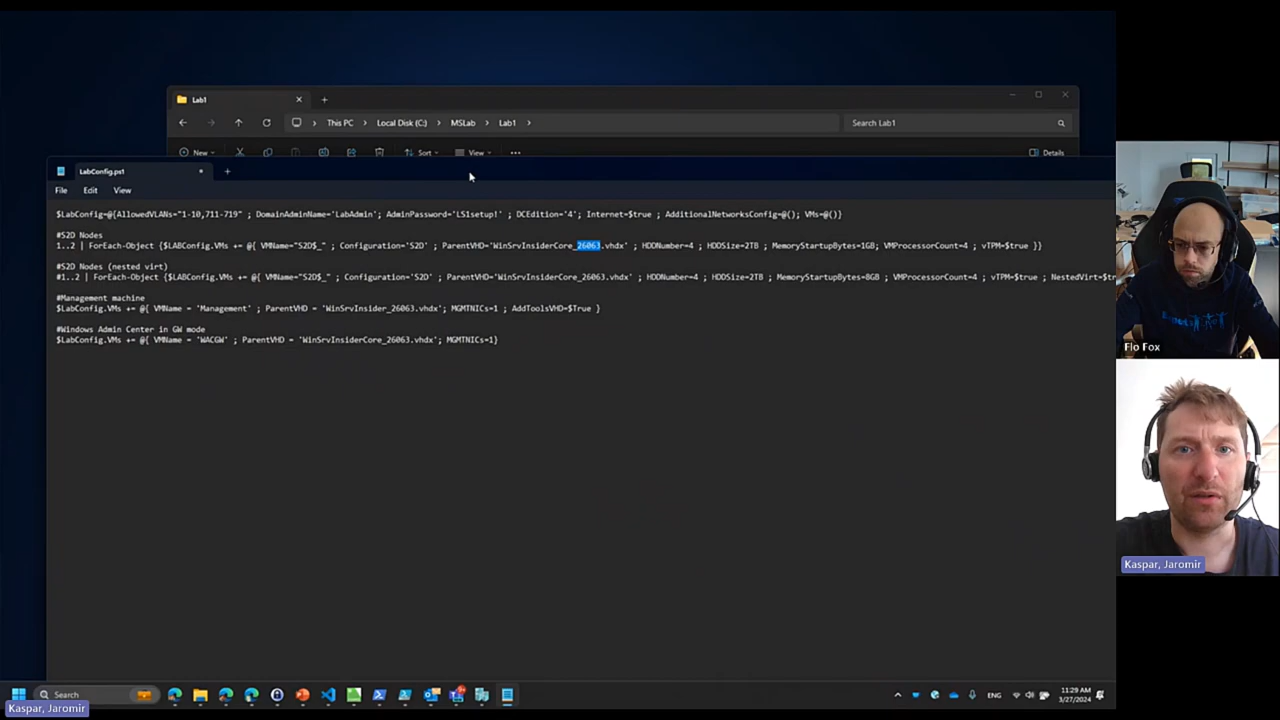 Lab1
This PC
Local Disk (C:)
MSLab
Lab1
Search Lab1
New
Sort
View
Details
LabConfig.ps1
File Edit View
$LabConfig=@{AllowedVLANs="1-10,711-719" ; DomainAdminName='LabAdmin'; AdminPassword='LS1setup!' ; DCEdition='4'; Internet=$true ; AdditionalNetworksConfig=@(); VMs=@()}
#S2D Nodes
1..2 | ForEach-Object {$LABConfig.VMs += @{ VMName="S2D$_" ; Configuration='S2D' ; ParentVHD='WinSrvInsiderCore_26063.vhdx' ; HDDNumber=4 ; HDDSize=2TB ; MemoryStartupBytes=1GB; VMProcessorCount=4 ; vTPM=$true }}
#S2D Nodes (nested virt)
#1..2 | ForEach-Object {$LABConfig.VMs += @{ VMName="S2D$_" ; Configuration='S2D' ; ParentVHD='WinSrvInsiderCore_26063.vhdx' ; HDDNumber=4 ; HDDSize=2TB ; MemoryStartupBytes=8GB ; VMProcessorCount=4 ; vTPM=$true ; NestedVirt=$tr
#Management machine
$LabConfig.VMs += @{ VMName = 'Management' ; ParentVHD = 'WinSrvInsider_26063.vhdx'; MGMTNICs=1 ; AddToolsVHD=$True }
#Windows Admin Center in GW mode
$LabConfig.VMs += @{ VMName = 'WACGW' ; ParentVHD = 'WinSrvInsiderCore_26063.vhdx'; MGMTNICs=1}
Flo Fox
Kaspar, Jaromir
Search
ENG
11:29 AM
3/27/2024
Kaspar, Jaromir